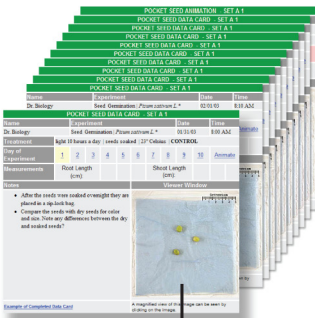 POCKET SEED ANIMATION - SET A 1
POCKET SEED DATA CARD - SET A 1
POCKET SEED DATA CARD - SET A 1
POCKET SEED DATA CARD - SET A 1
POCKET SEED DATA CARD - SET A 1
POCKET SEED DATA CARD - SET A 1
POCKET SEED DATA CARD - SET A 1
POCKET SEED DATA CARD - SET A 1
POCKET SEED DATA CARD - SET A 1
Name Experiment Date Time
Dr. Biology Seed Germination: Pisum sativum L.* 02/01/03 8:10 AM
POCKET SEED DATA CARD - SET A 1
Name Experiment Date Time
Dr. Biology Seed Germination: Pisum sativum L.* 01/31/03 8:00 AM
Treatment light 10 hours a day | seeds soaked | 23° Celsius | CONTROL
Day of Experiment 1 2 3 4 5 6 7 8 9 10 Animate
Animatio
Measurements Root Length (cm) Shoot Length (cm)
Notes Viewer Window
• After the seeds were soaked overnight they are
placed in a zip-lock bag.
• Compare the seeds with dry seeds for color
and size. Note any differences between the dry
and soaked seeds?
Example of Completed Data Card
A magnified view of this image can be seen by
clicking on the image.